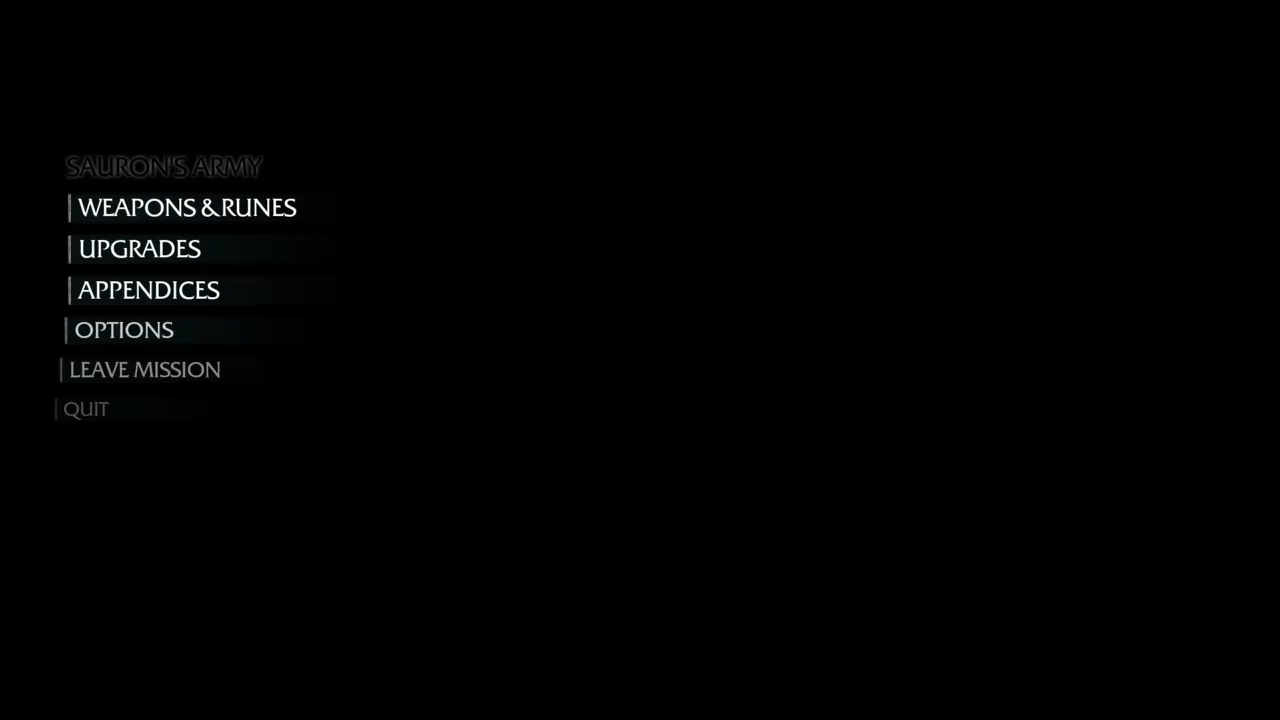 SAURON'S ARMY
WEAPONS & RUNES
UPGRADES
APPENDICES
OPTIONS
LEAVE MISSION
QUIT